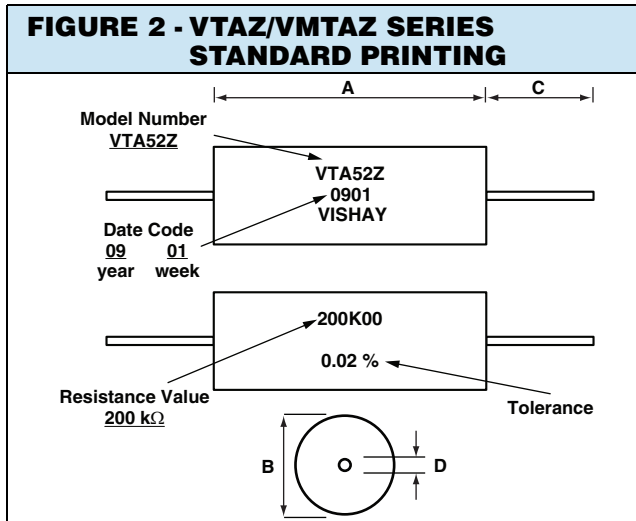 FIGURE 2 - VTAZ/VMTAZ SERIES
STANDARD PRINTING
A
C
Model Number
VTA52Z
VTA52Z
0901
VISHAY
Date Code
09 01
year week
200K00
0.02 %
Resistance Value
200 kΩ
Tolerance
B
D